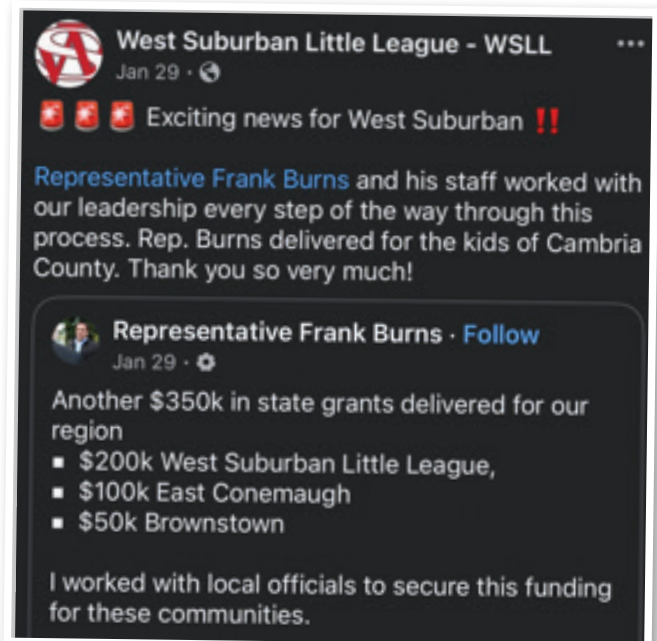 West Suburban Little League - WSLL
Jan 29 ·
🚨 🚨 🚨 Exciting news for West Suburban ‼️
Representative Frank Burns and his staff worked with
our leadership every step of the way through this
process. Rep. Burns delivered for the kids of Cambria
County. Thank you so very much!
Representative Frank Burns · Follow
Jan 29 ·
Another $350k in state grants delivered for our
region
▪ $200k West Suburban Little League,
▪ $100k East Conemaugh
▪ $50k Brownstown
I worked with local officials to secure this funding
for these communities.